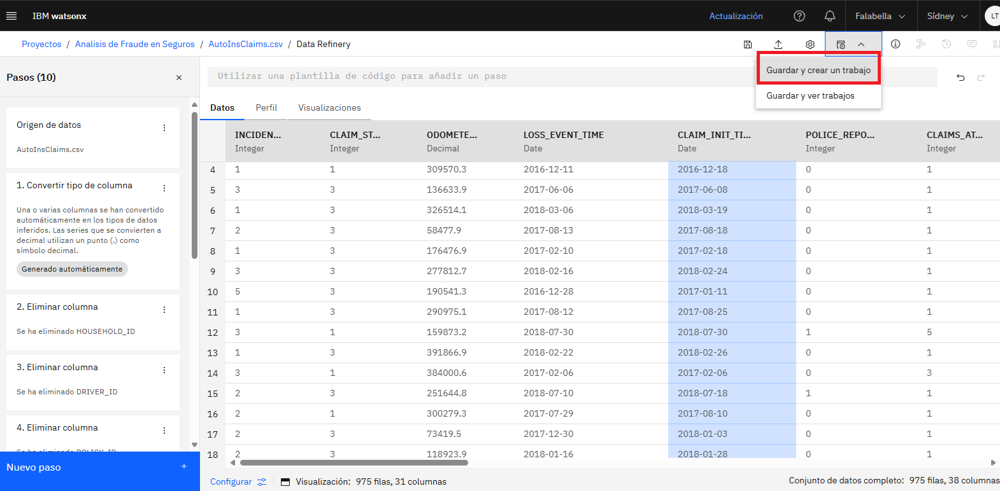 IBM watsonx
Actualización
Falabella
Sídney
LT
Proyectos / Analisis de Fraude en Seguros / AutoInsClaims.csv / Data Refinery
Guardar y crear un trabajo
Guardar y ver trabajos
Pasos (10)
Utilizar una plantilla de código para añadir un paso
Datos Perfil Visualizaciones
Origen de datos
AutoInsClaims.csv
1. Convertir tipo de columna
Una o varias columnas se han convertido
automáticamente en los tipos de datos
inferidos. Las series que se convierten a
decimal utilizan un punto (.) como
símbolo decimal.
Generado automáticamente
2. Eliminar columna
Se ha eliminado HOUSEHOLD_ID
3. Eliminar columna
Se ha eliminado DRIVER_ID
4. Eliminar columna
Se ha eliminado POLICY_ID
Nuevo paso +
INCIDEN... CLAIM_ST... ODOMETE... LOSS_EVENT_TIME CLAIM_INIT_TI... POLICE_REPO... CLAIMS_AT...
Integer Integer Decimal Date Date Integer Integer
4 1 1 309570.3 2016-12-11 2016-12-18 0 1
5 3 3 136633.9 2017-06-06 2017-06-08 0 1
6 1 3 326514.1 2018-03-06 2018-03-19 0 1
7 2 3 58477.9 2017-08-13 2017-08-18 0 1
8 1 3 176476.9 2017-02-10 2017-02-18 0 1
9 3 3 277812.7 2018-02-16 2018-02-24 0 1
10 5 3 190541.3 2016-12-28 2017-01-11 0 1
11 1 3 290975.1 2017-08-12 2017-08-25 0 1
12 3 1 159873.2 2018-07-30 2018-07-30 1 5
13 1 3 391866.9 2018-02-22 2018-02-26 0 1
14 3 1 384000.6 2017-02-06 2017-02-06 0 3
15 2 3 251644.8 2018-07-10 2018-07-18 1 1
16 2 1 300279.3 2017-07-29 2017-08-10 0 1
17 2 3 73419.5 2017-12-30 2018-01-03 0 1
18 2 3 118923.9 2018-01-16 2018-01-28 0 1
Configurar
Visualización: 975 filas, 31 columnas
Conjunto de datos completo: 975 filas, 38 columnas